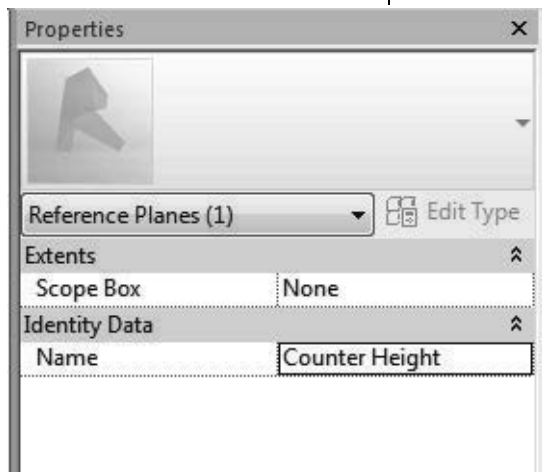 Properties
Reference Planes (1) Edit Type
Extents
Scope Box None
Identity Data
Name Counter Height